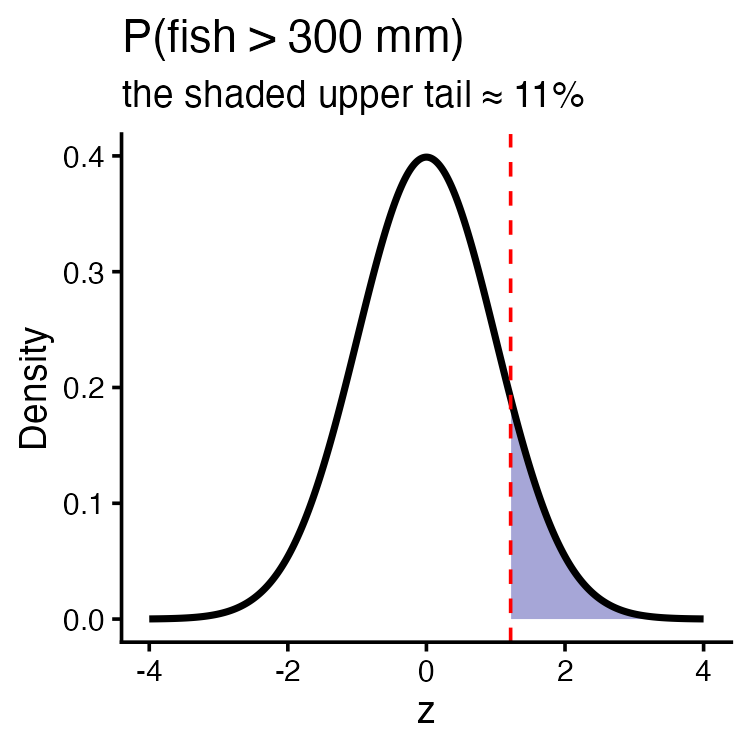 P(fish > 300 mm)
the shaded upper tail ≈ 11%
0.4
0.3
0.2
0.1
0.0
Density
-4 -2 0 2 4
z